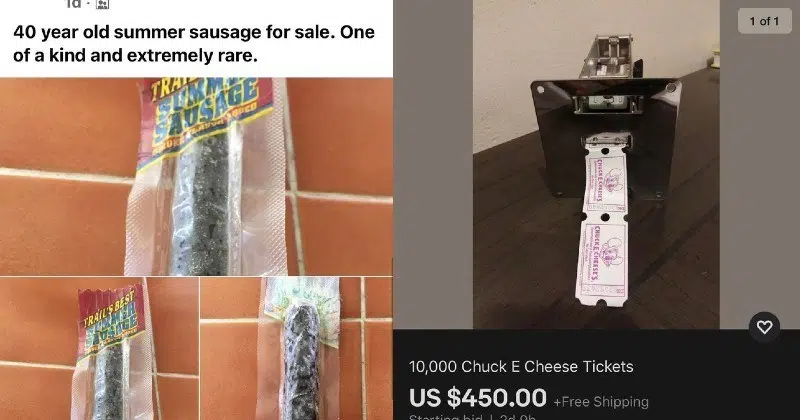 1d
40 year old summer sausage for sale. One
of a kind and extremely rare.
TRAIL'S
SUMMER
SAUSAGE
TRAIL'S BEST
SUMMER
SAUSAGE
1 of 1
CHUCK E. CHEESE'S
CHUCK E. CHEESE'S
10,000 Chuck E Cheese Tickets
US $450.00 +Free Shipping
Starting bid | 2d 9h